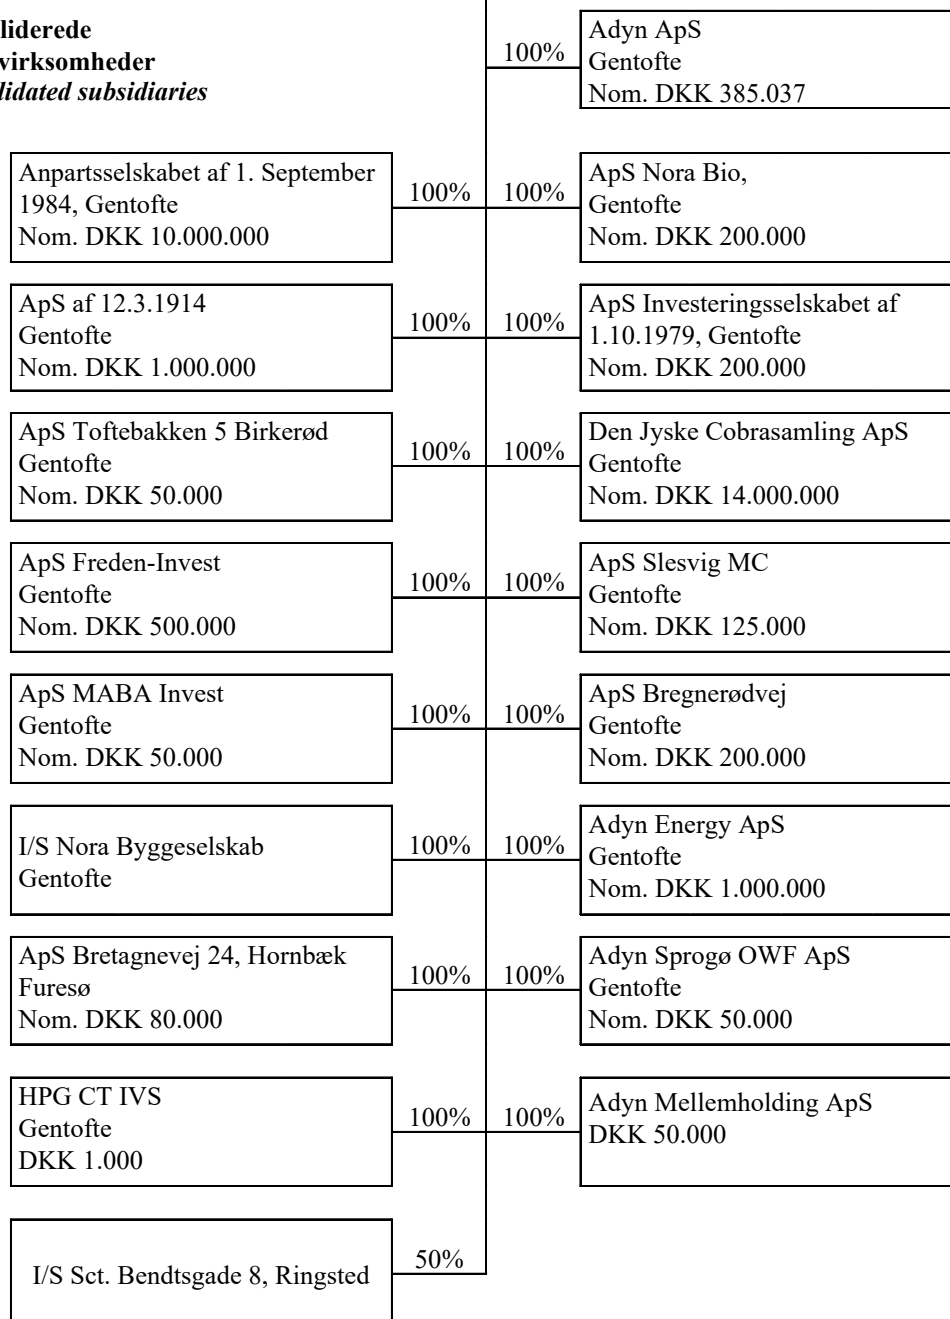 liderede
virksomheder
lidated subsidiaries
100%
Adyn ApS
Gentofte
Nom. DKK 385.037
Anpartsselskabet af 1. September
1984, Gentofte
Nom. DKK 10.000.000
100%
100%
ApS Nora Bio,
Gentofte
Nom. DKK 200.000
ApS af 12.3.1914
Gentofte
Nom. DKK 1.000.000
100%
100%
ApS Investeringsselskabet af
1.10.1979, Gentofte
Nom. DKK 200.000
ApS Toftebakken 5 Birkerød
Gentofte
Nom. DKK 50.000
100%
100%
Den Jyske Cobrasamling ApS
Gentofte
Nom. DKK 14.000.000
ApS Freden-Invest
Gentofte
Nom. DKK 500.000
100%
100%
ApS Slesvig MC
Gentofte
Nom. DKK 125.000
ApS MABA Invest
Gentofte
Nom. DKK 50.000
100%
100%
ApS Bregnerødvej
Gentofte
Nom. DKK 200.000
I/S Nora Byggeselskab
Gentofte
100%
100%
Adyn Energy ApS
Gentofte
Nom. DKK 1.000.000
ApS Bretagnevej 24, Hornbæk
Furesø
Nom. DKK 80.000
100%
100%
Adyn Sprogø OWF ApS
Gentofte
Nom. DKK 50.000
HPG CT IVS
Gentofte
DKK 1.000
100%
100%
Adyn Mellemholding ApS
DKK 50.000
I/S Sct. Bendtsgade 8, Ringsted
50%